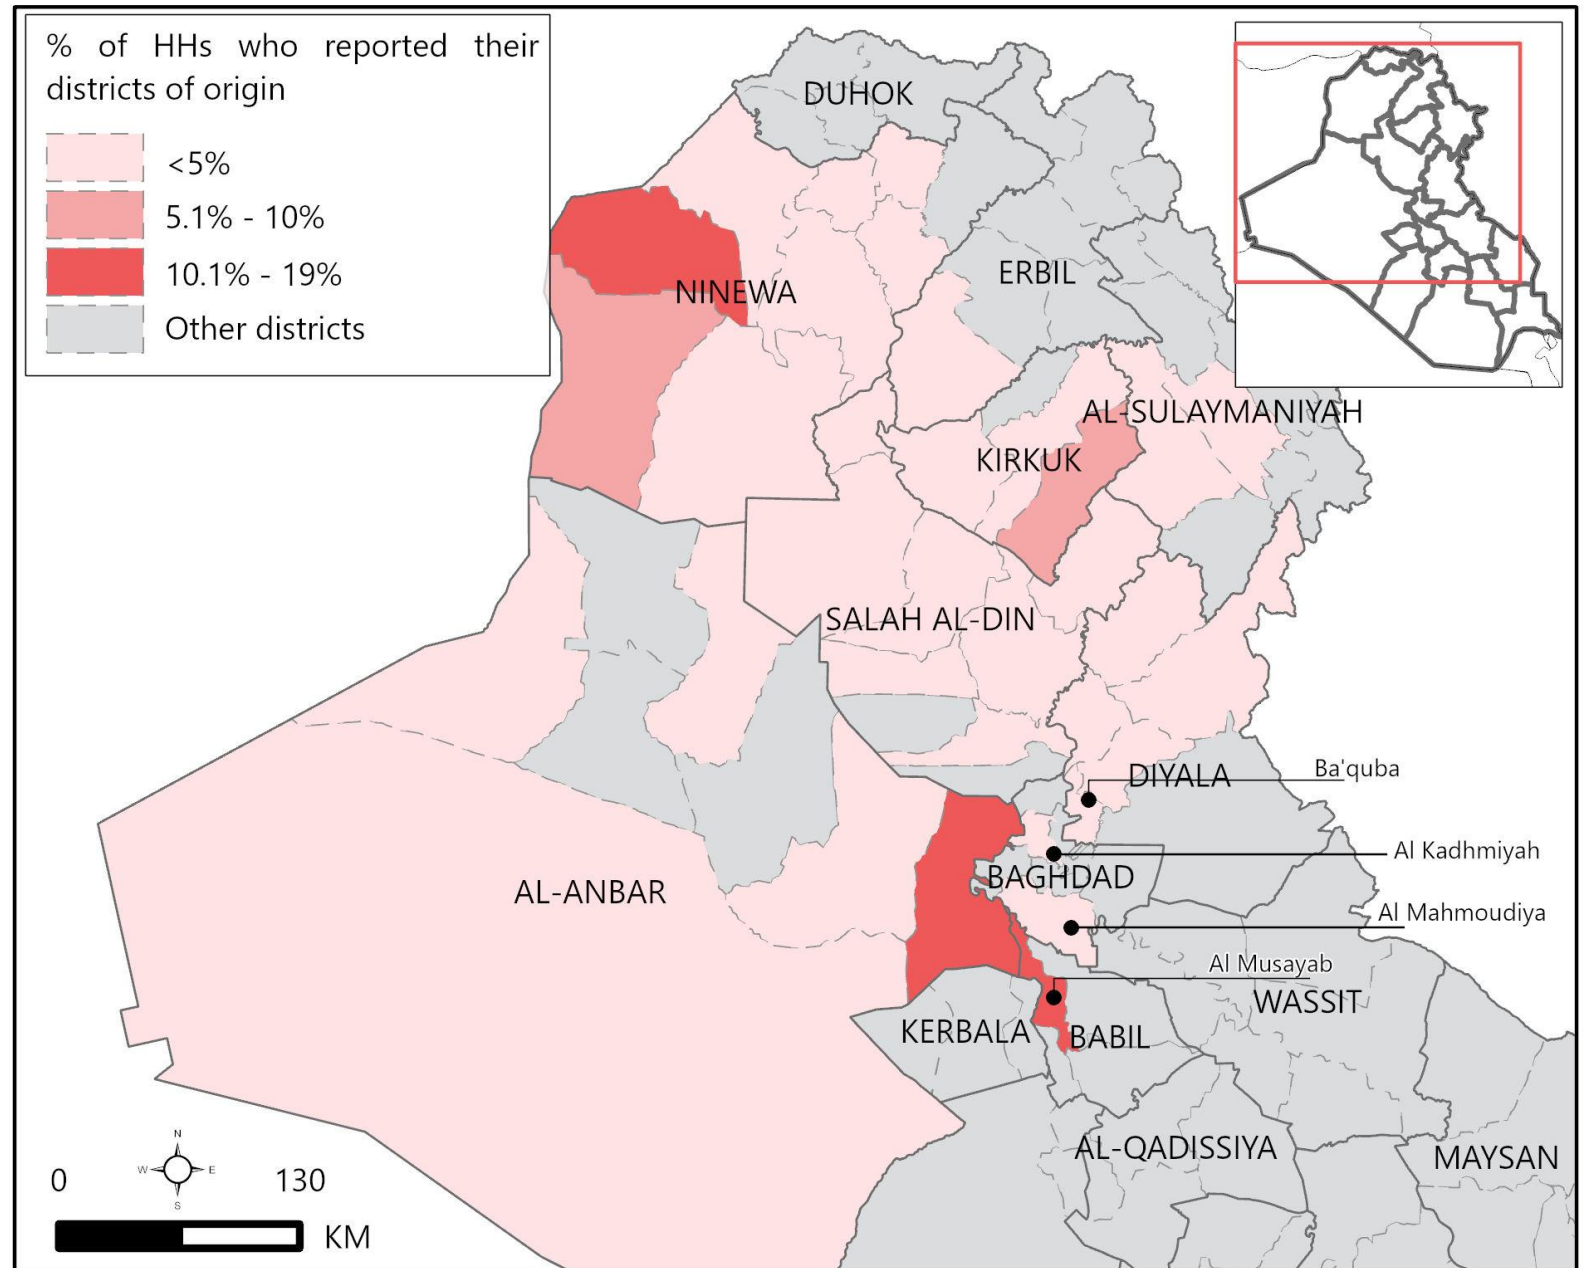 % of HHs who reported their
districts of origin
<5%
5.1% - 10%
10.1% - 19%
Other districts
DUHOK
NINEWA
ERBIL
AL-SULAYMANIYAH
KIRKUK
SALAH AL-DIN
DIYALA
Ba'quba
Al Kadhmiyah
BAGHDAD
AL-ANBAR
Al Mahmoudiya
Al Musayab
WASSIT
KERBALA
BABIL
AL-QADISSIYA
MAYSAN
N
W E
S
0 130
KM